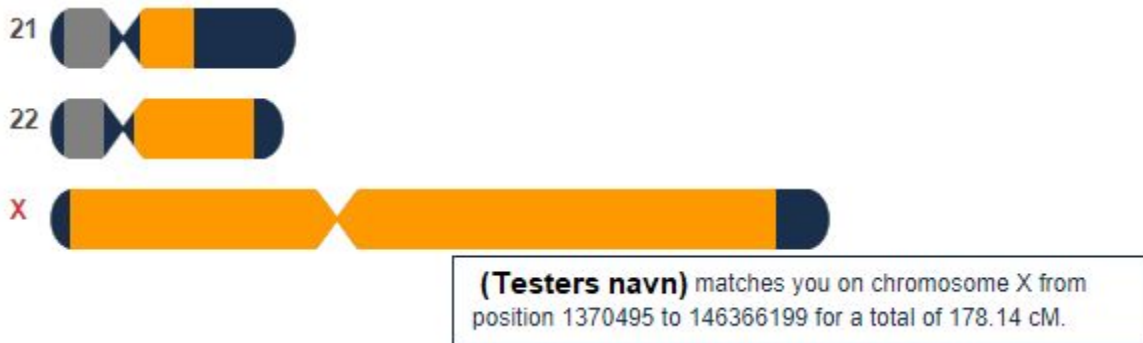 21
22
X
(Testers navn) matches you on chromosome X from
position 1370495 to 146366199 for a total of 178.14 cM.